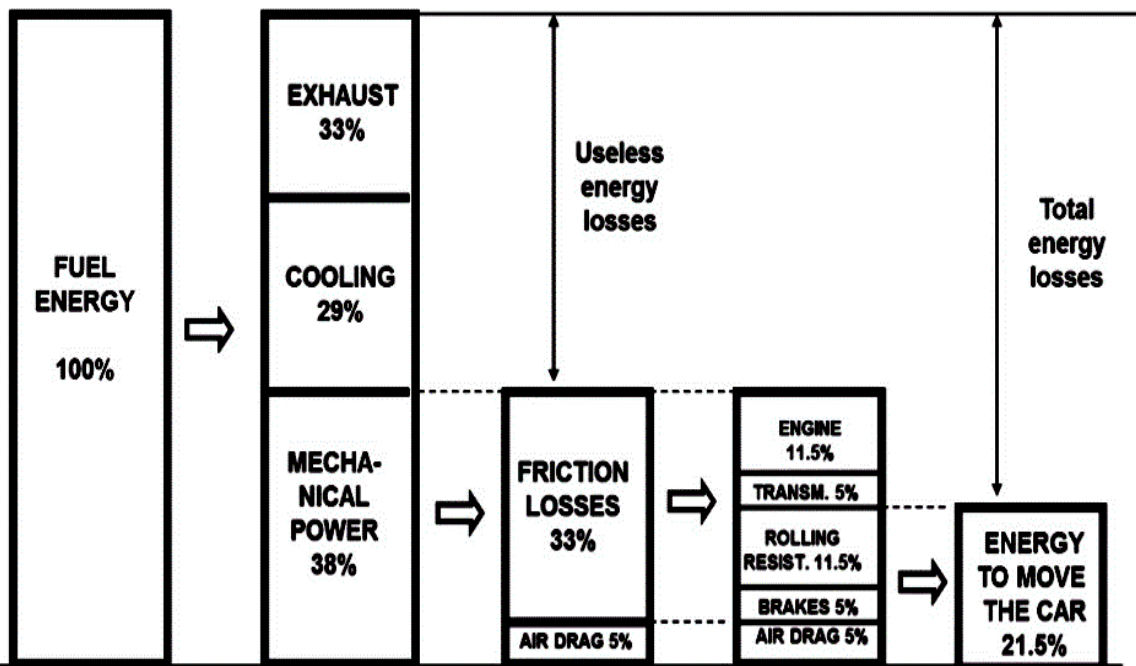 FUEL
ENERGY
100%
EXHAUST
33%
COOLING
29%
MECHA-
NICAL
POWER
38%
Useless
energy
losses
FRICTION
LOSSES
33%
AIR DRAG 5%
ENGINE
11.5%
TRANSM. 5%
ROLLING
RESIST. 11.5%
BRAKES 5%
AIR DRAG 5%
Total
energy
losses
ENERGY
TO MOVE
THE CAR
21.5%